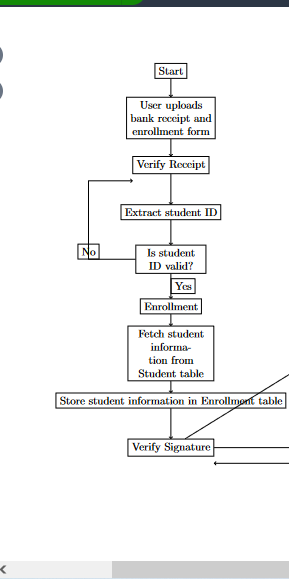 Start
User uploads
bank receipt and
enrollment form
Verify Receipt
Extract student ID
No
Is student
ID valid?
Yes
Enrollment
Fetch student
informa-
tion from
Student table
Store student information in Enrollment table
Verify Signature